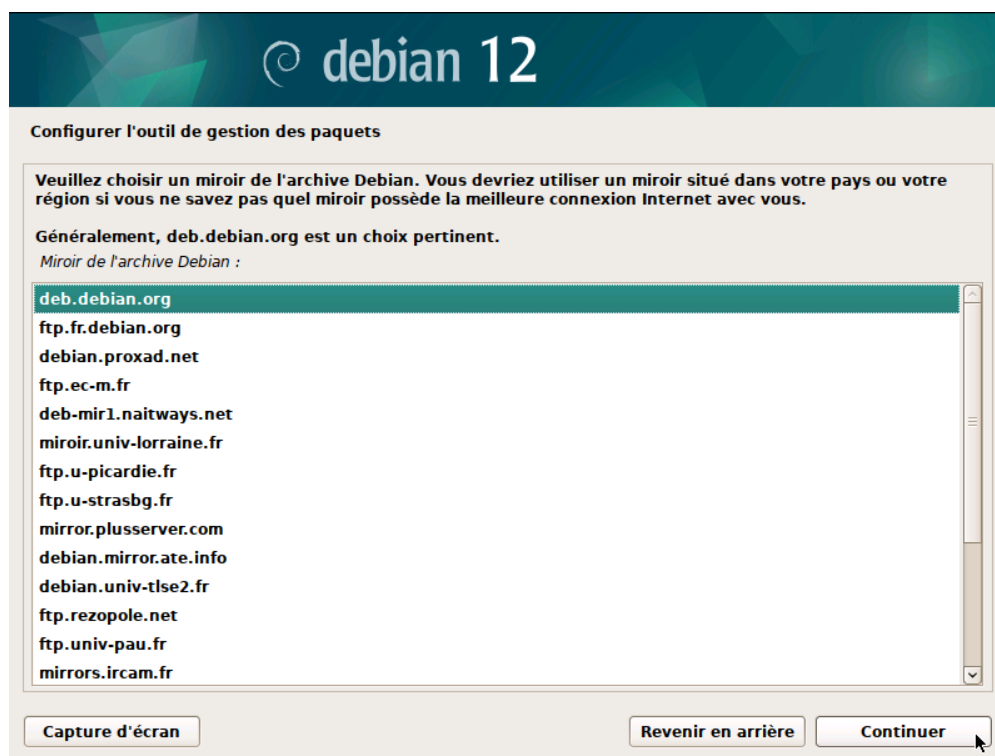 debian 12
Configurer l'outil de gestion des paquets
Veuillez choisir un miroir de l'archive Debian. Vous devriez utiliser un miroir situé dans votre pays ou votre
région si vous ne savez pas quel miroir possède la meilleure connexion Internet avec vous.
Généralement, deb.debian.org est un choix pertinent.
Miroir de l'archive Debian :
deb.debian.org
ftp.fr.debian.org
debian.proxad.net
ftp.ec-m.fr
deb-mir1.naitways.net
miroir.univ-lorraine.fr
ftp.u-picardie.fr
ftp.u-strasbg.fr
mirror.plusserver.com
debian.mirror.ate.info
debian.univ-tlse2.fr
ftp.rezopole.net
ftp.univ-pau.fr
mirrors.ircam.fr
Capture d'écran
Revenir en arrière
Continuer